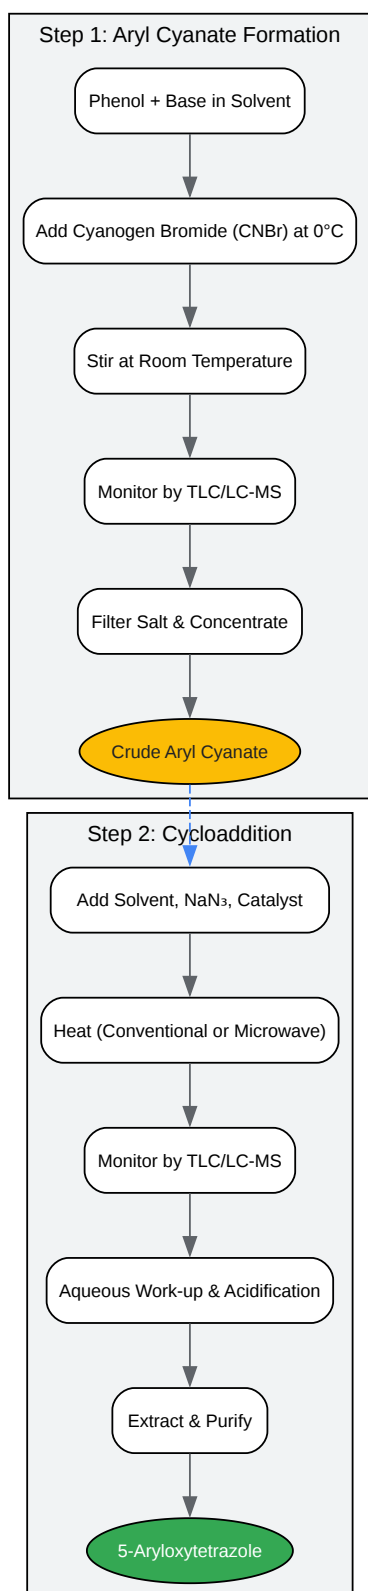 Step 1: Aryl Cyanate Formation
Phenol + Base in Solvent
Add Cyanogen Bromide (CNBr) at 0°C
Stir at Room Temperature
Monitor by TLC/LC-MS
Filter Salt & Concentrate
Crude Aryl Cyanate
Step 2: Cycloaddition
Add Solvent, NaN₃, Catalyst
Heat (Conventional or Microwave)
Monitor by TLC/LC-MS
Aqueous Work-up & Acidification
Extract & Purify
5-Aryloxytetrazole